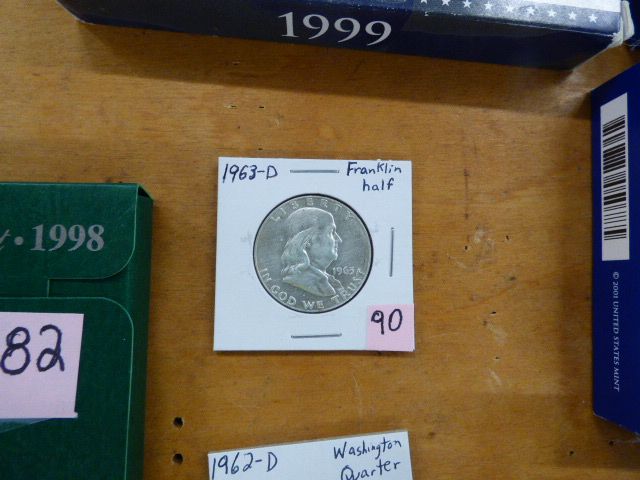 1999
1963-D
Franklin
half
LIBERTY
1963
IN GOD WE TRUST
90
· 1998
82
© 2001 UNITED STATES MINT
1962-D
Washington
Quarter